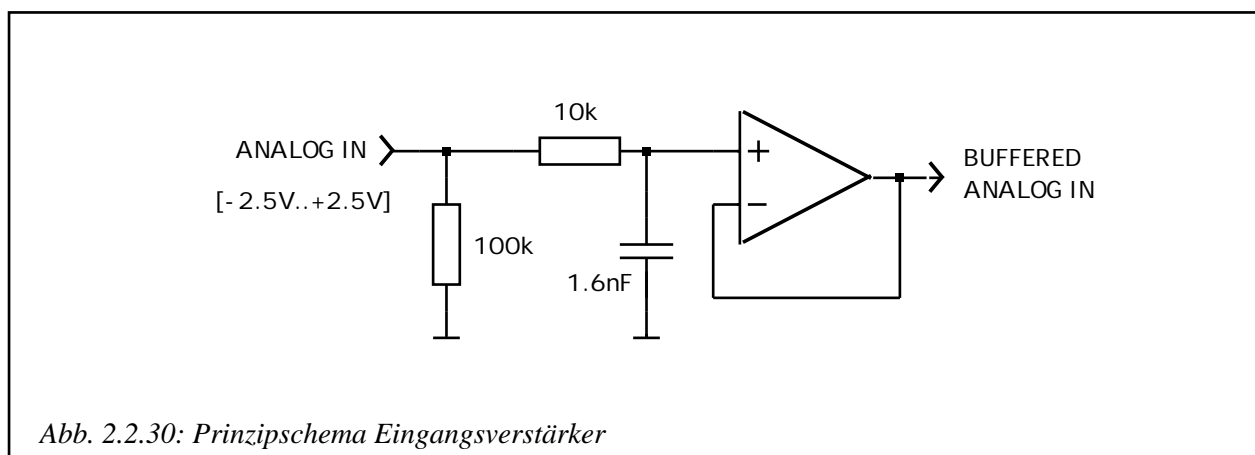 10k
ANALOG IN
[-2.5V..+2.5V]
100k
1.6nF
+
−
BUFFERED
ANALOG IN
Abb. 2.2.30: Prinzipschema Eingangsverstärker